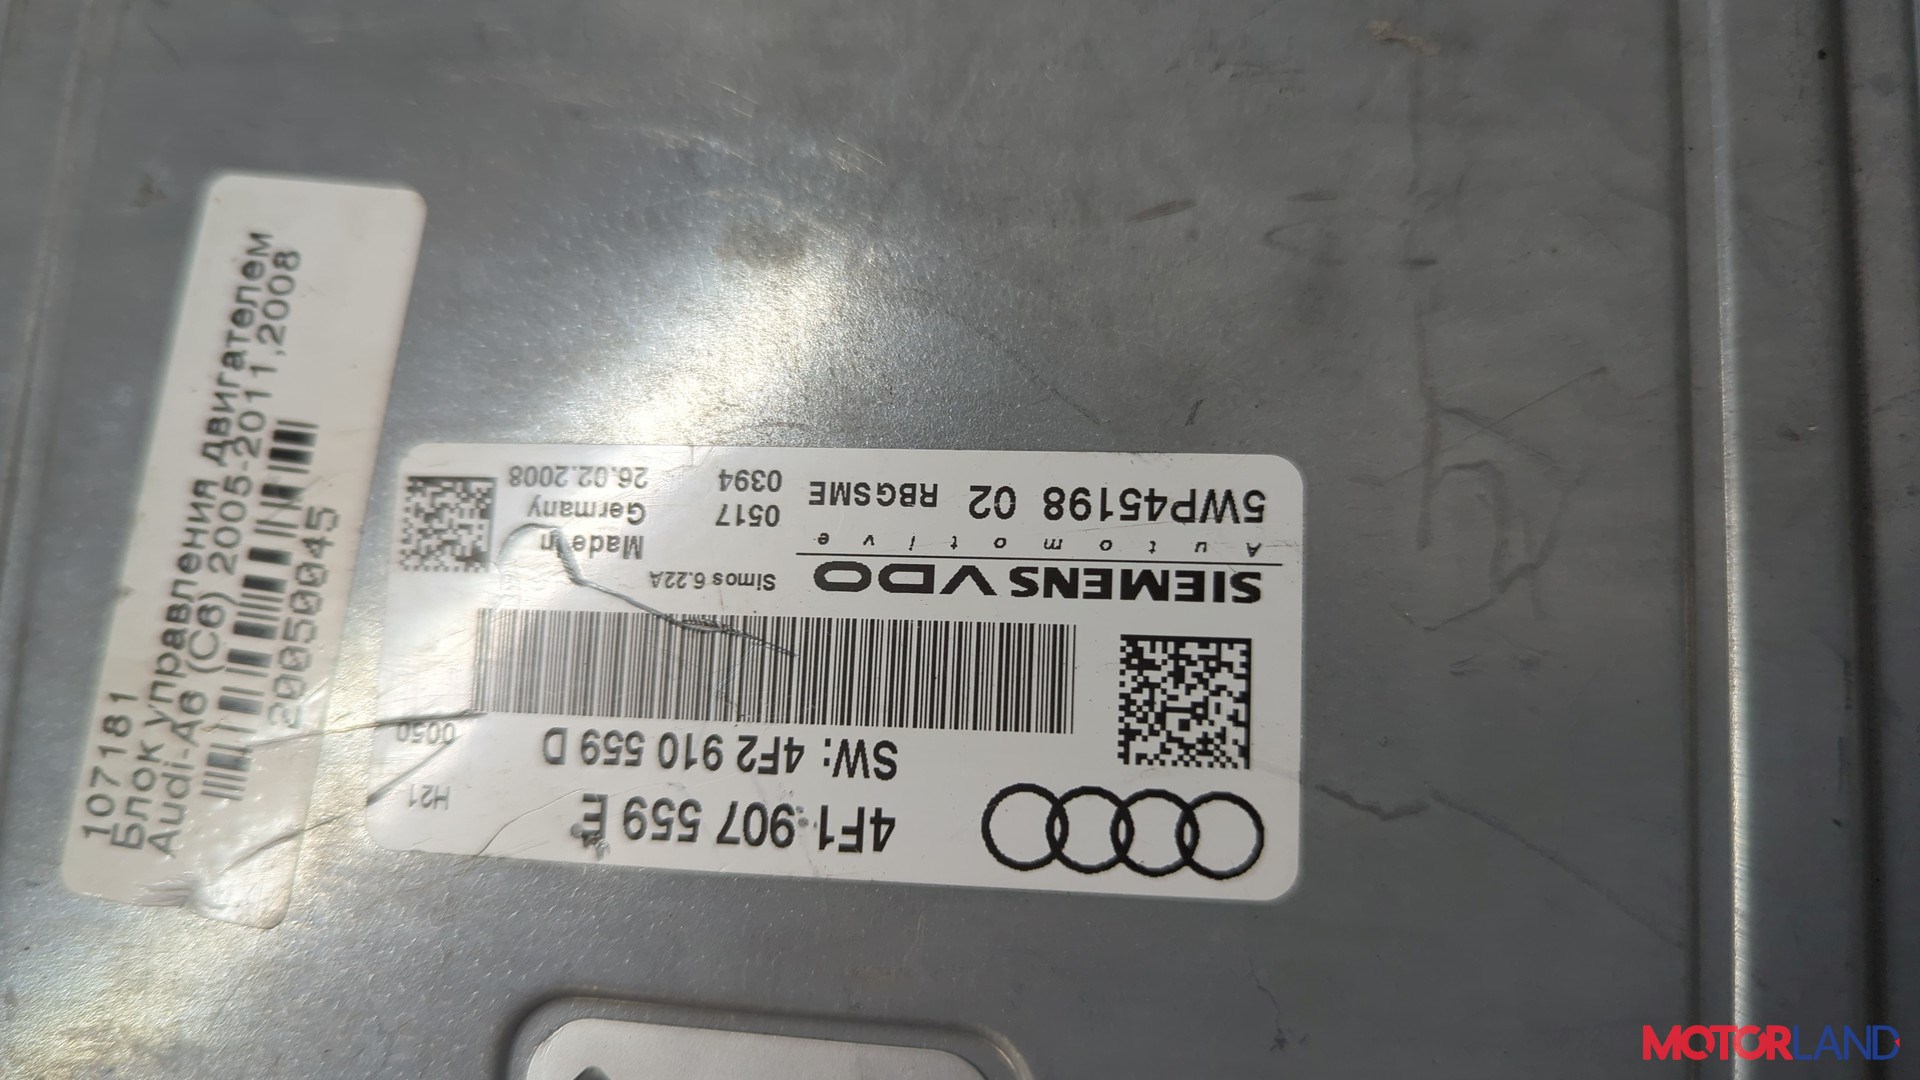 107181
Блок управления двигателем
Audi-A6 (C6) 2005-2011,2008
200500045
4F1 907 559 E
H21
SW: 4F2 910 559 D
0050
SIEMENS VDO
Automotive
Simos 6.22A
Made in
Germany
26.02.2008
5WP45198 02 RBGSME
0517
0394
MOTORLAND